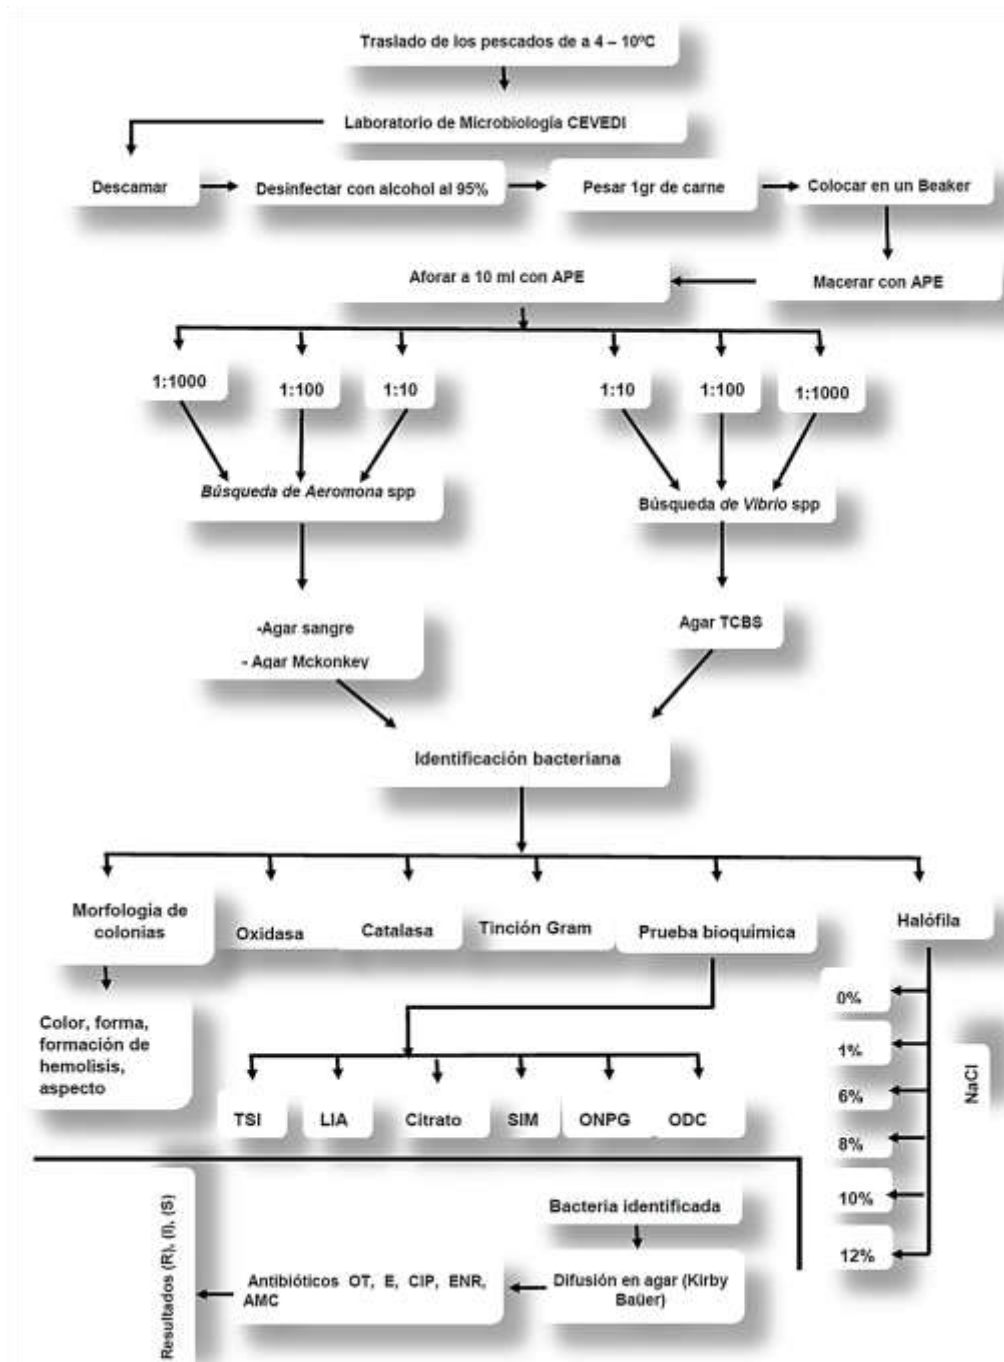 Traslado de los pescados de a 4 – 10ºC
Laboratorio de Microbiología CEVEDI
Descamar
Desinfectar con alcohol al 95%
Pesar 1gr de carne
Colocar en un Beaker
Macerar con APE
Aforar a 10 ml con APE
1:1000
1:100
1:10
1:10
1:100
1:1000
Búsqueda de Aeromona spp
Búsqueda de Vibrio spp
-Agar sangre
- Agar Mckonkey
Agar TCBS
Identificación bacteriana
Morfología de
colonias
Oxidasa
Catalasa
Tinción Gram
Prueba bioquímica
Halófila
Color, forma,
formación de
hemolisis,
aspecto
TSI
LIA
Citrato
SIM
ONPG
ODC
0%
1%
6%
8%
10%
12%
NaCl
Bacteria identificada
Difusión en agar (Kirby
Baüer)
Antibióticos OT, E, CIP, ENR,
AMC
Resultados (R), (I), (S)